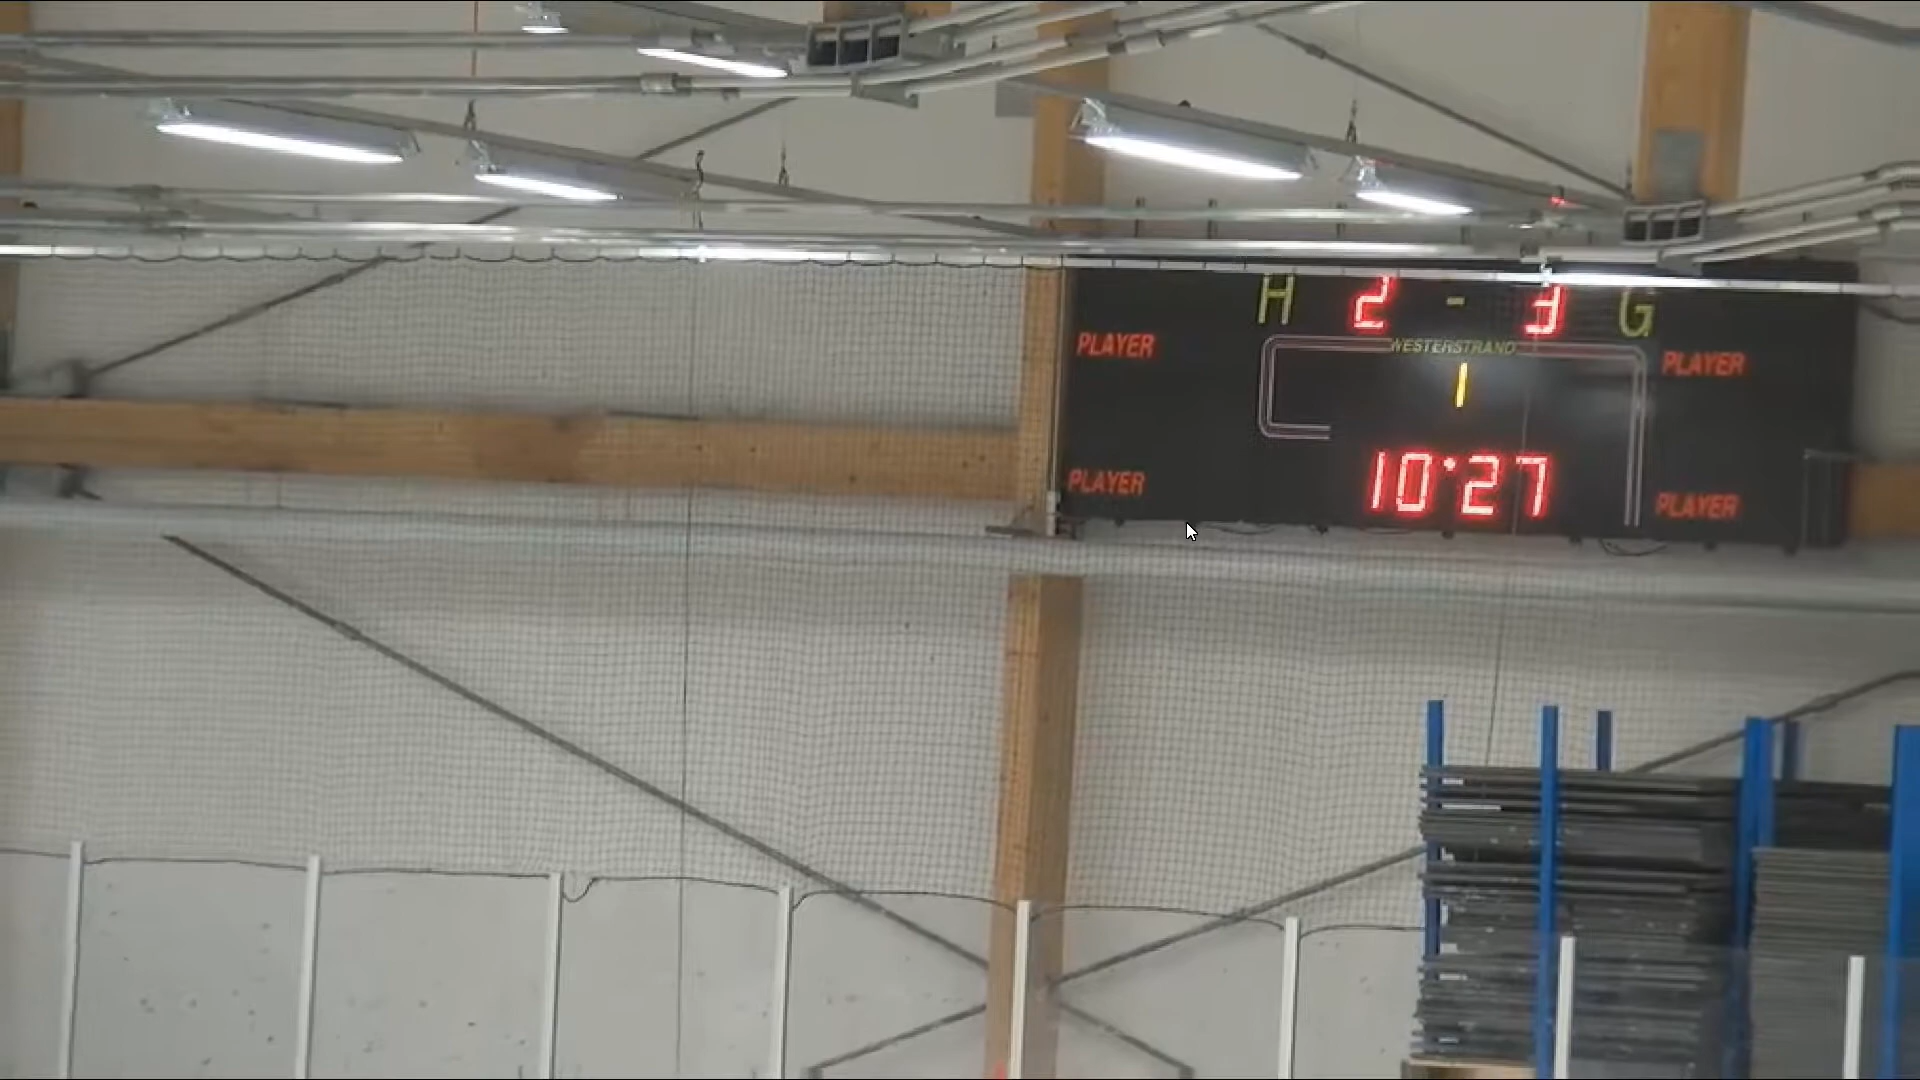 H 2 - 3 G
WESTERSTRAND
PLAYER PLAYER
1
10:27
PLAYER PLAYER